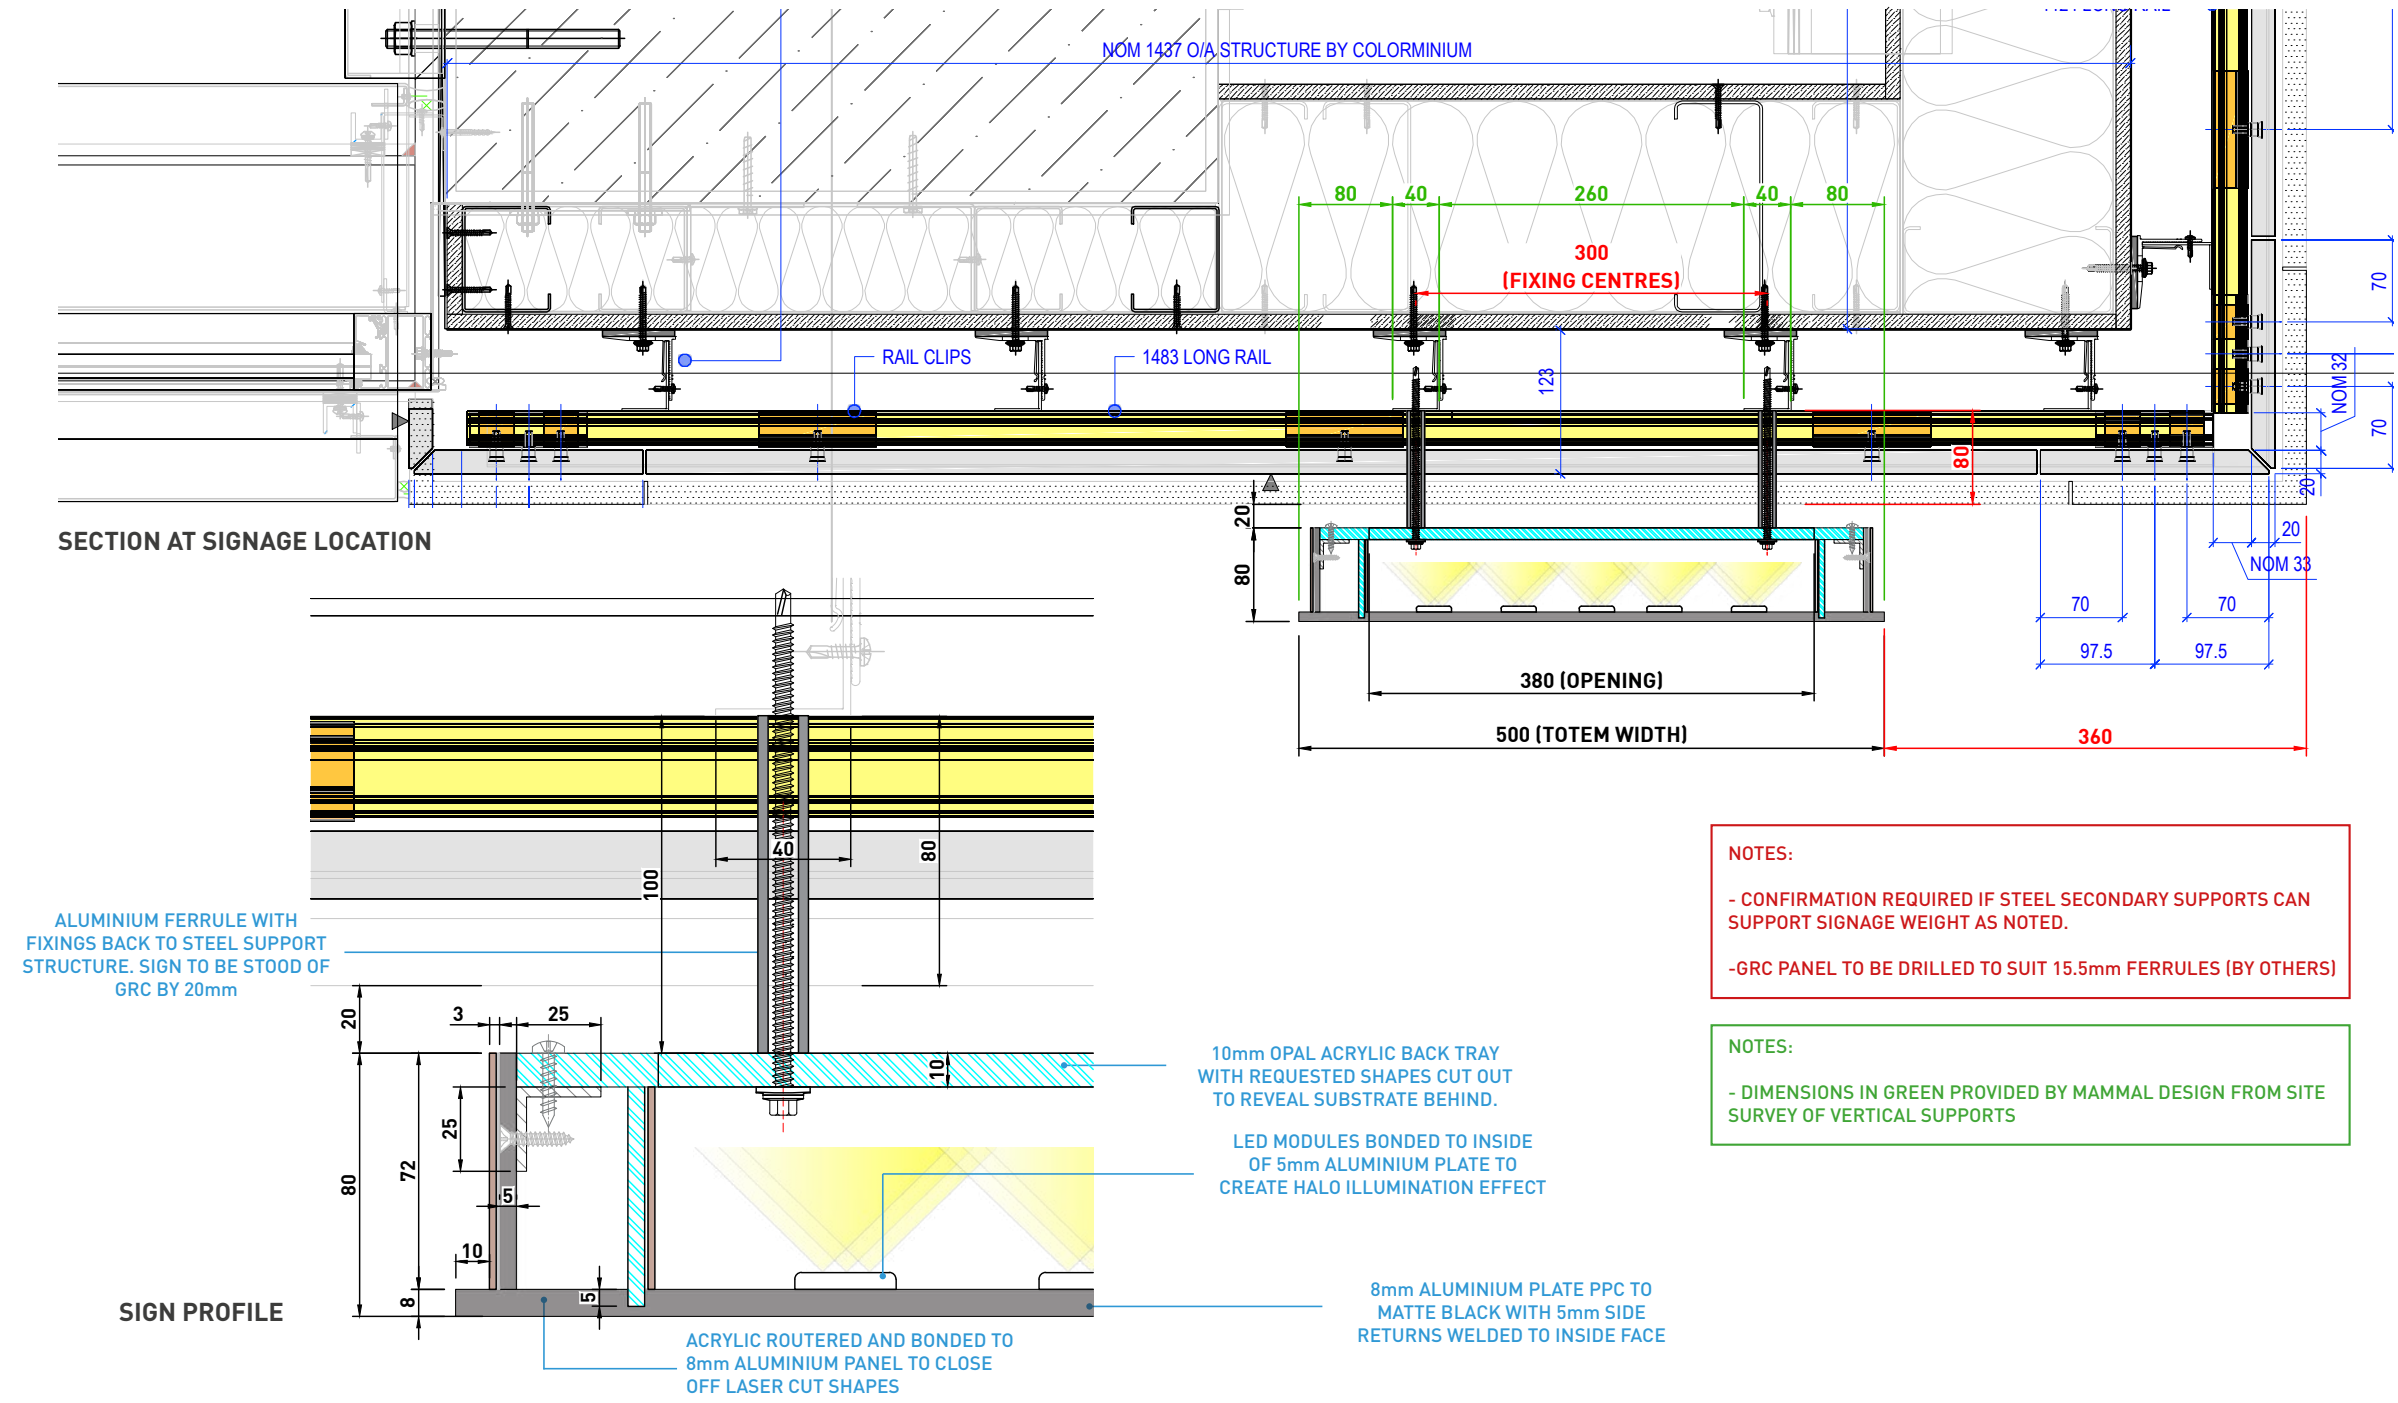 NOM 1437 O/A STRUCTURE BY COLORMINIUM
80
40
260
40
80
300
(FIXING CENTRES)
RAIL CLIPS
1483 LONG RAIL
123
80
70
NOM 32
70
20
20
NOM 33
70
70
97.5
97.5
20
80
380 (OPENING)
500 (TOTEM WIDTH)
360
SECTION AT SIGNAGE LOCATION
ALUMINIUM FERRULE WITH
FIXINGS BACK TO STEEL SUPPORT
STRUCTURE. SIGN TO BE STOOD OF
GRC BY 20mm
40
100
80
20
3
25
10
25
72
80
5
10
8
5
10mm OPAL ACRYLIC BACK TRAY
WITH REQUESTED SHAPES CUT OUT
TO REVEAL SUBSTRATE BEHIND.
LED MODULES BONDED TO INSIDE
OF 5mm ALUMINIUM PLATE TO
CREATE HALO ILLUMINATION EFFECT
8mm ALUMINIUM PLATE PPC TO
MATTE BLACK WITH 5mm SIDE
RETURNS WELDED TO INSIDE FACE
ACRYLIC ROUTERED AND BONDED TO
8mm ALUMINIUM PANEL TO CLOSE
OFF LASER CUT SHAPES
SIGN PROFILE
NOTES:
- CONFIRMATION REQUIRED IF STEEL SECONDARY SUPPORTS CAN
SUPPORT SIGNAGE WEIGHT AS NOTED.
-GRC PANEL TO BE DRILLED TO SUIT 15.5mm FERRULES (BY OTHERS)
NOTES:
- DIMENSIONS IN GREEN PROVIDED BY MAMMAL DESIGN FROM SITE
SURVEY OF VERTICAL SUPPORTS